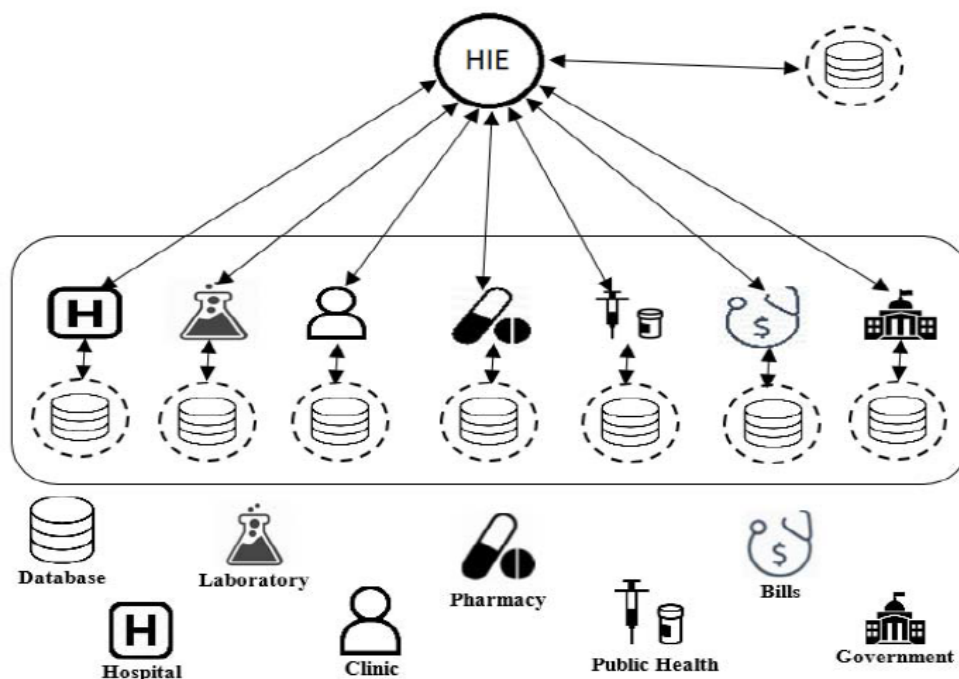 HIE
H
$
Database
Laboratory
Pharmacy
$
Bills
H
Hospital
Clinic
Public Health
Government